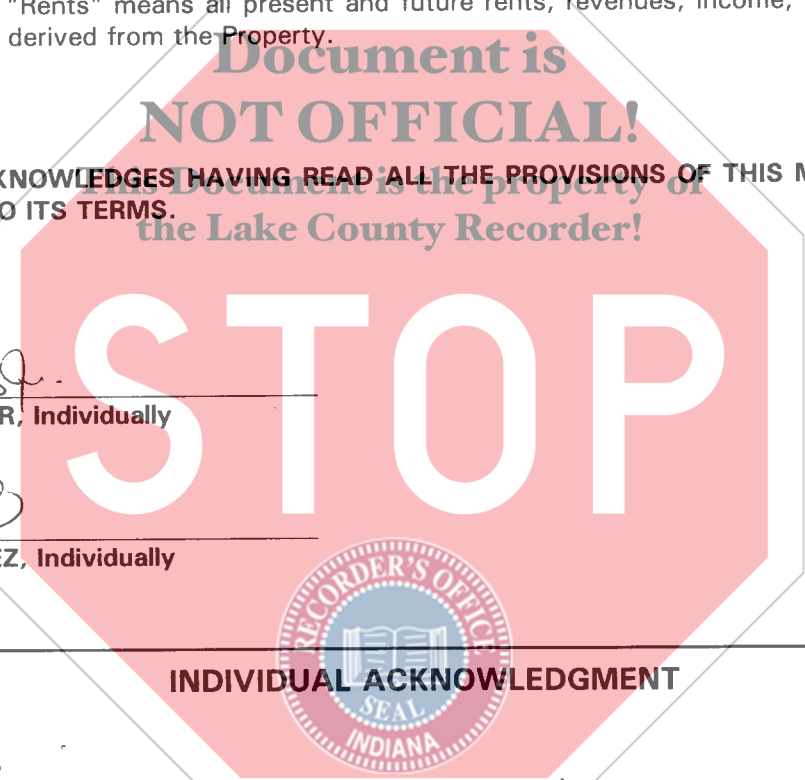 "Rents" means all present and future rents, revenues, income,
derived from the Property.
Document is
NOT OFFICIAL!
KNOWLEDGES HAVING READ ALL THE PROVISIONS OF THIS M
This Document is the property of
O ITS TERMS.
the Lake County Recorder!
STOP
R, Individually
EZ, Individually
RECORDER'S OFFICE
INDIVIDUAL ACKNOWLEDGMENT
SEAL
INDIANA